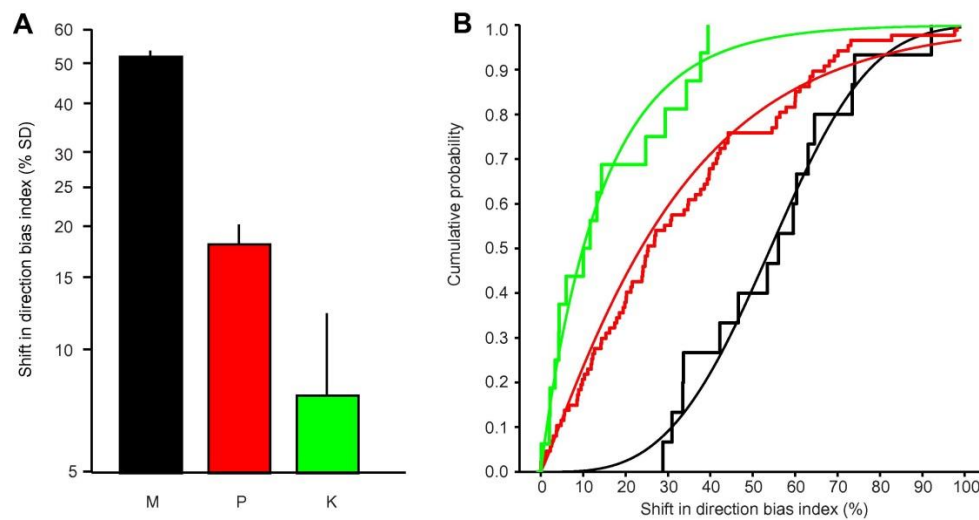 A
Shift in direction bias index (% SD)
60
50
40
30
25
20
15
10
5
M P K
B
Cumulative probability
1.0
0.9
0.8
0.7
0.6
0.5
0.4
0.3
0.2
0.1
0.0
0 10 20 30 40 50 60 70 80 90 100
Shift in direction bias index (%)